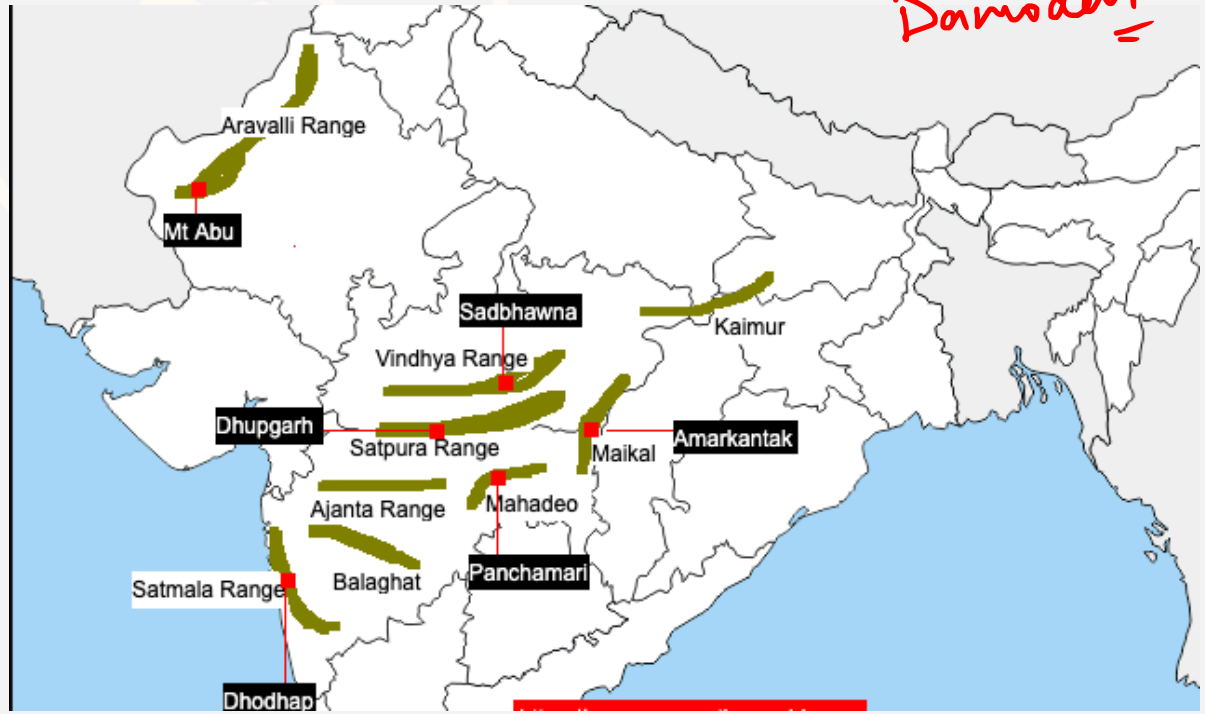 Damodar
Aravalli Range
Mt Abu
Sadbhawna
Kaimur
Vindhya Range
Dhupgarh
Satpura Range
Maikal
Amarkantak
Ajanta Range
Mahadeo
Balaghat
Panchamari
Satmala Range
Dhodhap